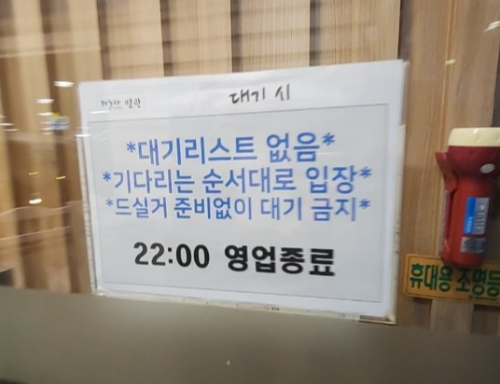 대기 시
*대기리스트 없음*
*기다리는 순서대로 입장*
*드실거 준비없이 대기 금지*
22:00 영업종료
휴대용 조명등